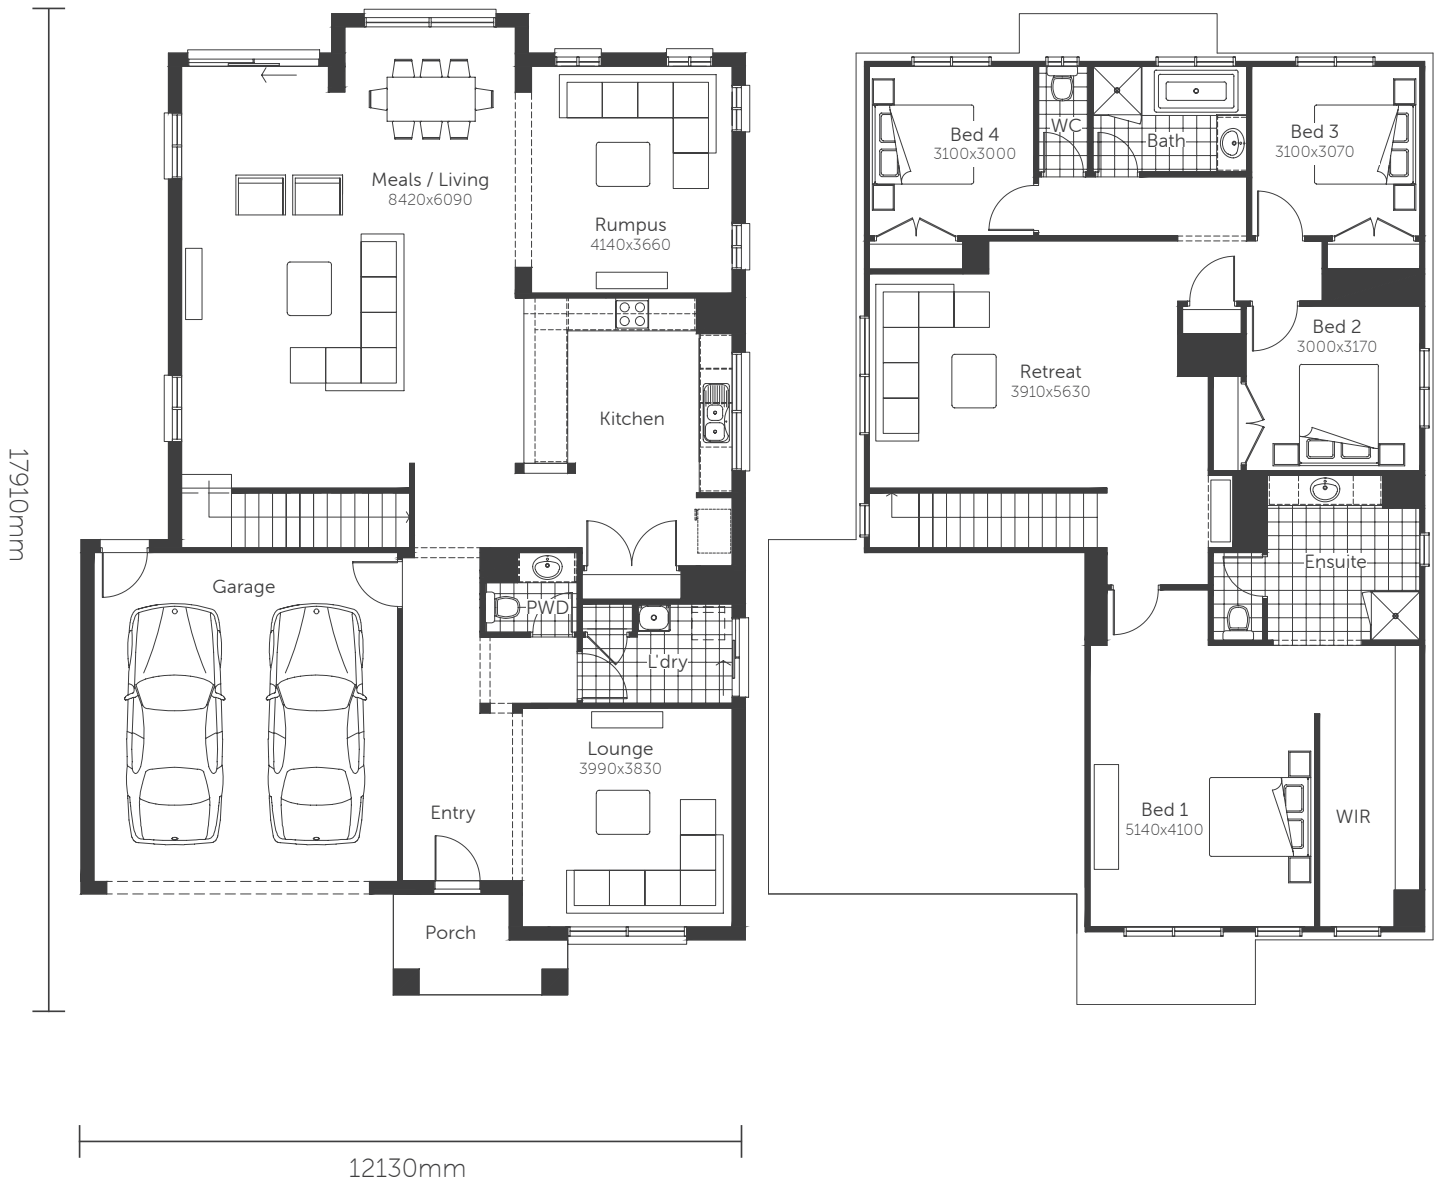 Meals / Living
8420x6090
Rumpus
4140x3660
Kitchen
Garage
PWD
L'dry
Lounge
3990x3830
Entry
Porch
17910mm
12130mm
Bed 4
3100x3000
WC
Bath
Bed 3
3100x3070
Bed 2
3000x3170
Retreat
3910x5630
Ensuite
Bed 1
5140x4100
WIR